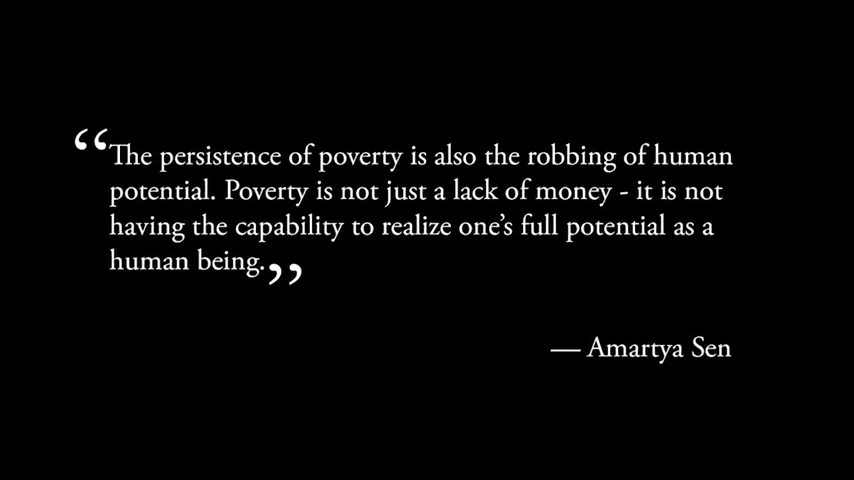 “The persistence of poverty is also the robbing of human
potential. Poverty is not just a lack of money - it is not
having the capability to realize one’s full potential as a
human being.”
— Amartya Sen